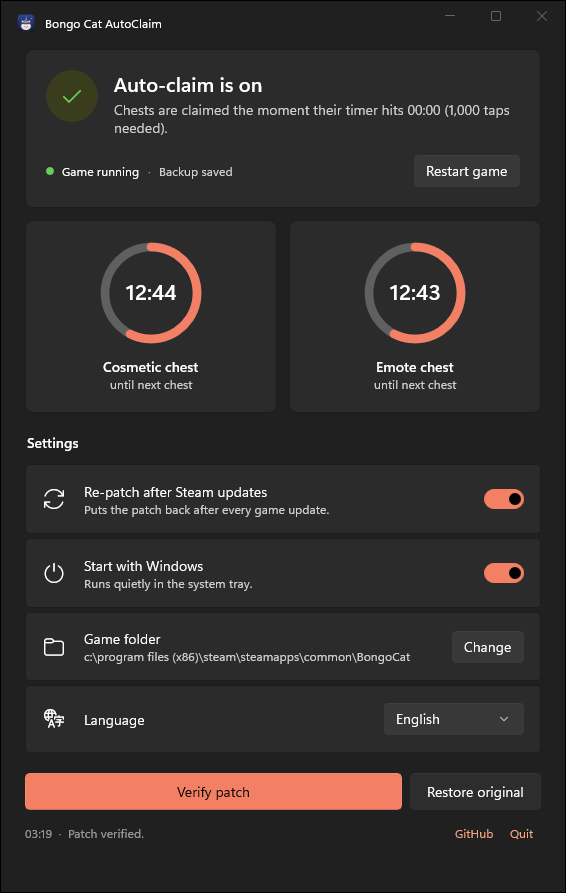 Bongo Cat AutoClaim
Auto-claim is on
Chests are claimed the moment their timer hits 00:00 (1,000 taps
needed).
Game running · Backup saved
Restart game
12:44
Cosmetic chest
until next chest
12:43
Emote chest
until next chest
Settings
Re-patch after Steam updates
Puts the patch back after every game update.
Start with Windows
Runs quietly in the system tray.
Game folder
c:\program files (x86)\steam\steamapps\common\BongoCat
Change
Language
English
Verify patch
Restore original
03:19 · Patch verified.
GitHub
Quit